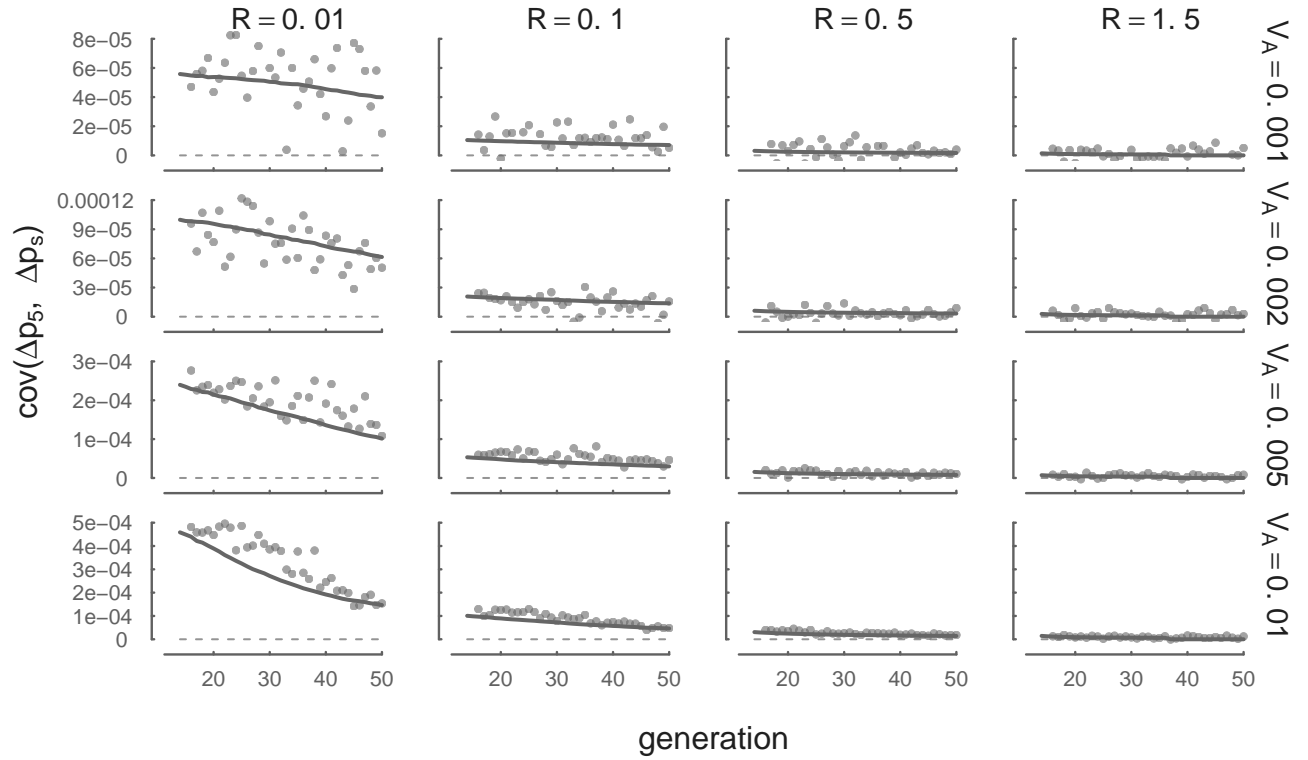 R = 0. 01 R = 0. 1 R = 0. 5 R = 1. 5
8e−05
6e−05
4e−05
2e−05
0
V_A = 0. 001
0.00012
9e−05
6e−05
3e−05
0
V_A = 0. 002
3e−04
2e−04
1e−04
0
V_A = 0. 005
5e−04
4e−04
3e−04
2e−04
1e−04
0
V_A = 0. 01
cov(Δp₅, Δpₛ)
20 30 40 50 20 30 40 50 20 30 40 50 20 30 40 50
generation